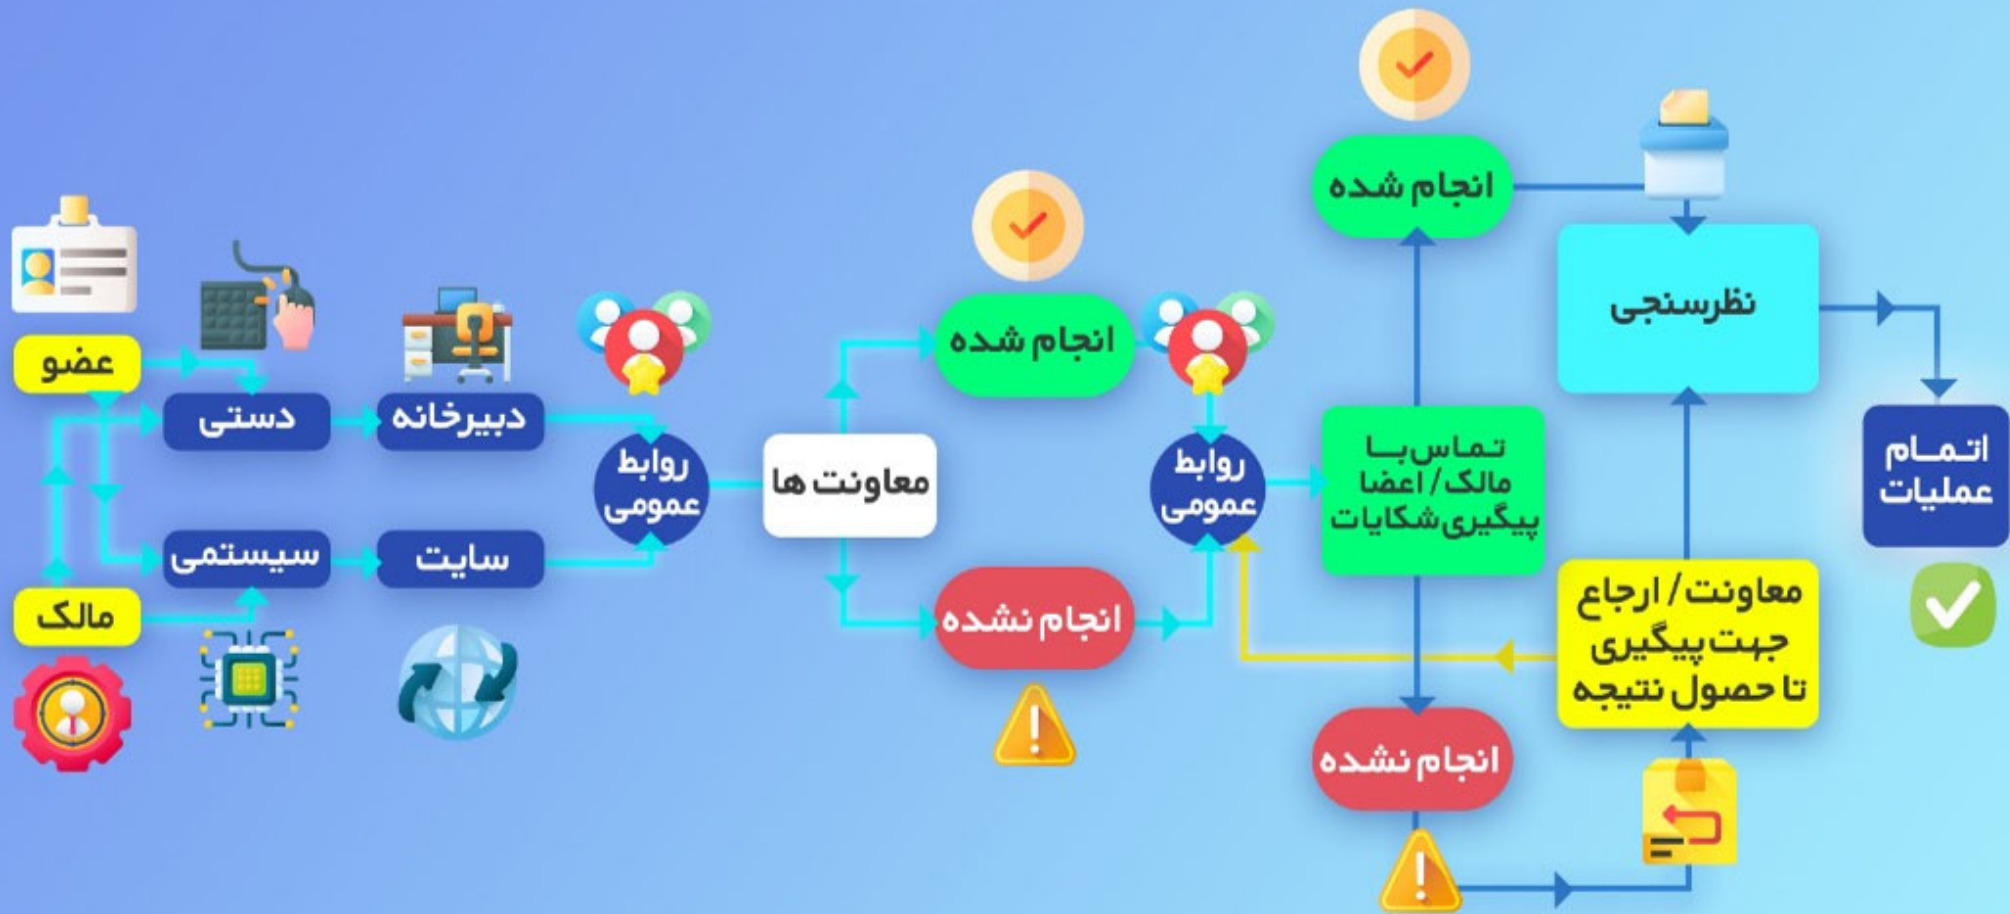 عضو
مالک
دستی
سیستمی
دبیرخانه
سایت
روابط
عمومی
معاونت ها
انجام شده
انجام نشده
روابط
عمومی
تماس با
مالک / اعضا
پیگیری شکایات
انجام شده
انجام نشده
نظرسنجی
معاونت / ارجاع
جهت پیگیری
تا حصول نتیجه
اتمام
عملیات